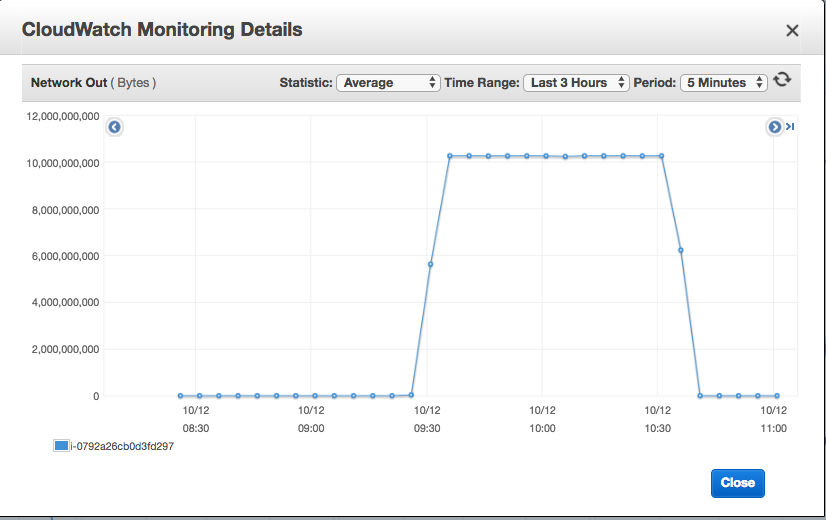 CloudWatch Monitoring Details
Network Out ( Bytes ) Statistic: Average Time Range: Last 3 Hours Period: 5 Minutes
12,000,000,000
10,000,000,000
8,000,000,000
6,000,000,000
4,000,000,000
2,000,000,000
0
10/12 10/12 10/12 10/12 10/12 10/12
08:30 09:00 09:30 10:00 10:30 11:00
i-0792a26cb0d3fd297
Close